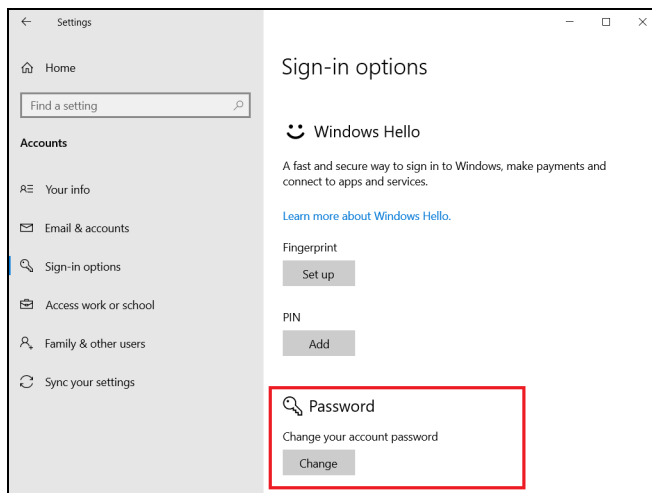 Settings
Home
Find a setting
Accounts
Your info
Email & accounts
Sign-in options
Access work or school
Family & other users
Sync your settings
Sign-in options
Windows Hello
A fast and secure way to sign in to Windows, make payments and
connect to apps and services.
Learn more about Windows Hello.
Fingerprint
Set up
PIN
Add
Password
Change your account password
Change